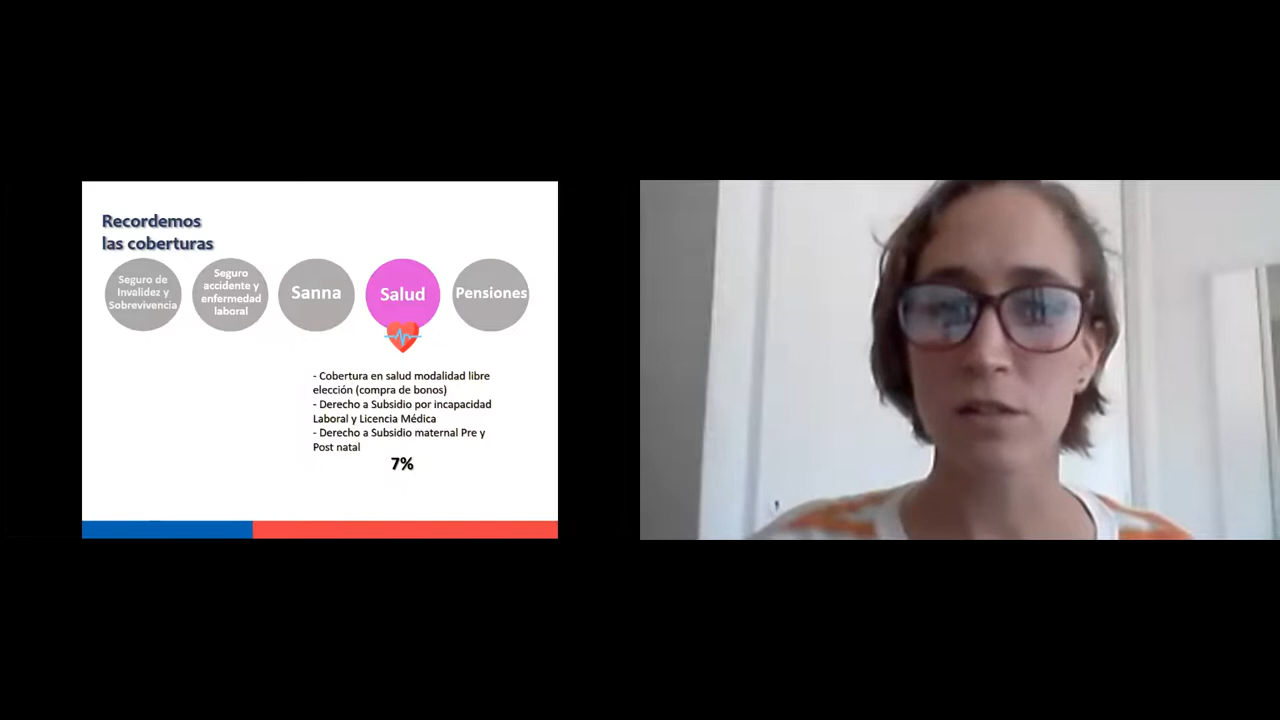 Recordemos
las coberturas
Seguro de
Invalidez y
Sobrevivencia
Seguro
accidente y
enfermedad
laboral
Sanna
Salud
Pensiones
- Cobertura en salud modalidad libre
elección (compra de bonos)
- Derecho a Subsidio por incapacidad
Laboral y Licencia Médica
- Derecho a Subsidio maternal Pre y
Post natal
7%